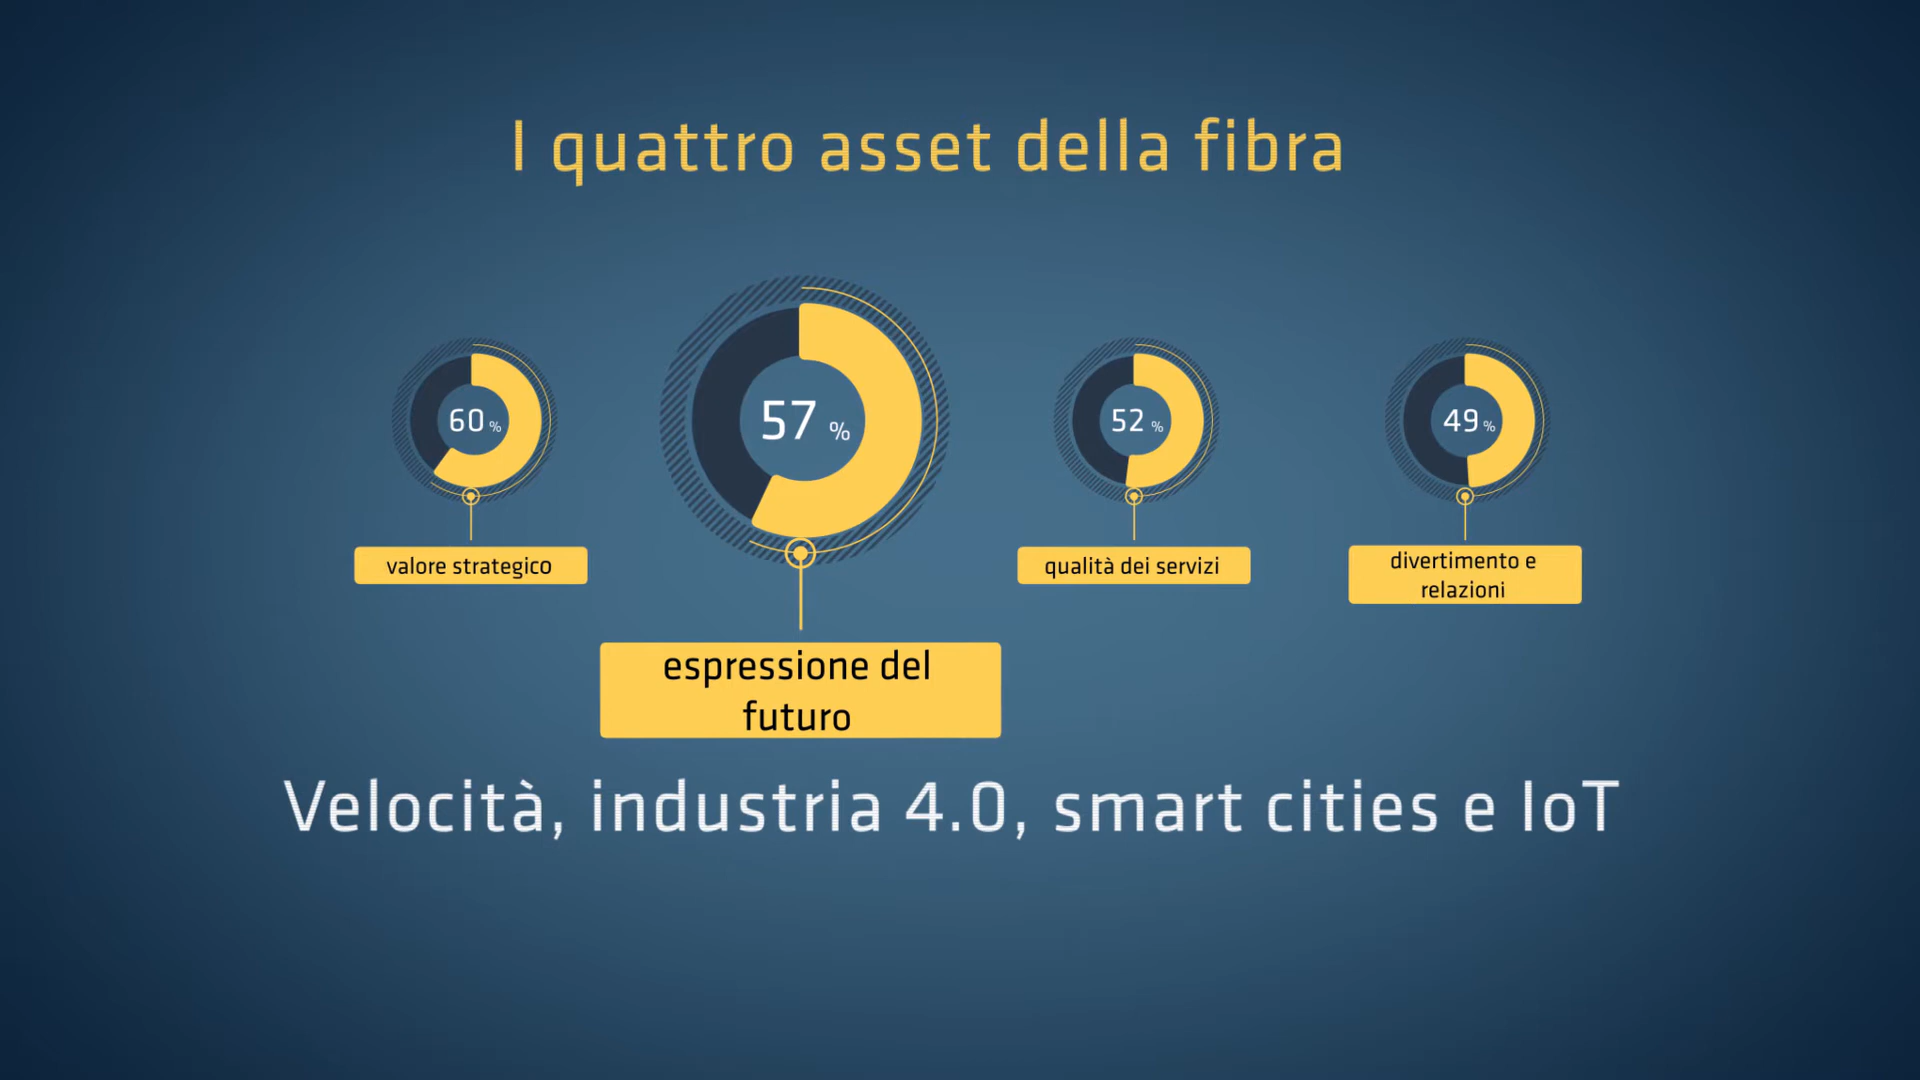 I quattro asset della fibra
60 %
57 %
52 %
49 %
valore strategico
espressione del
futuro
qualità dei servizi
divertimento e
relazioni
Velocità, industria 4.0, smart cities e IoT